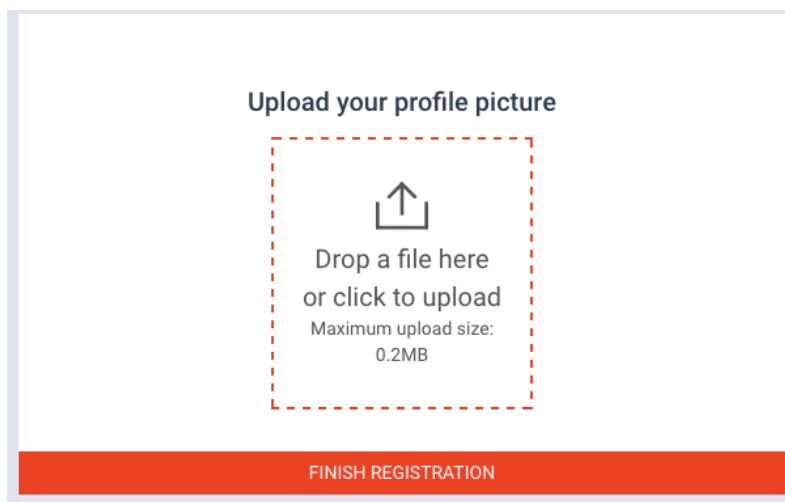 Upload your profile picture
Drop a file here
or click to upload
Maximum upload size:
0.2MB
FINISH REGISTRATION